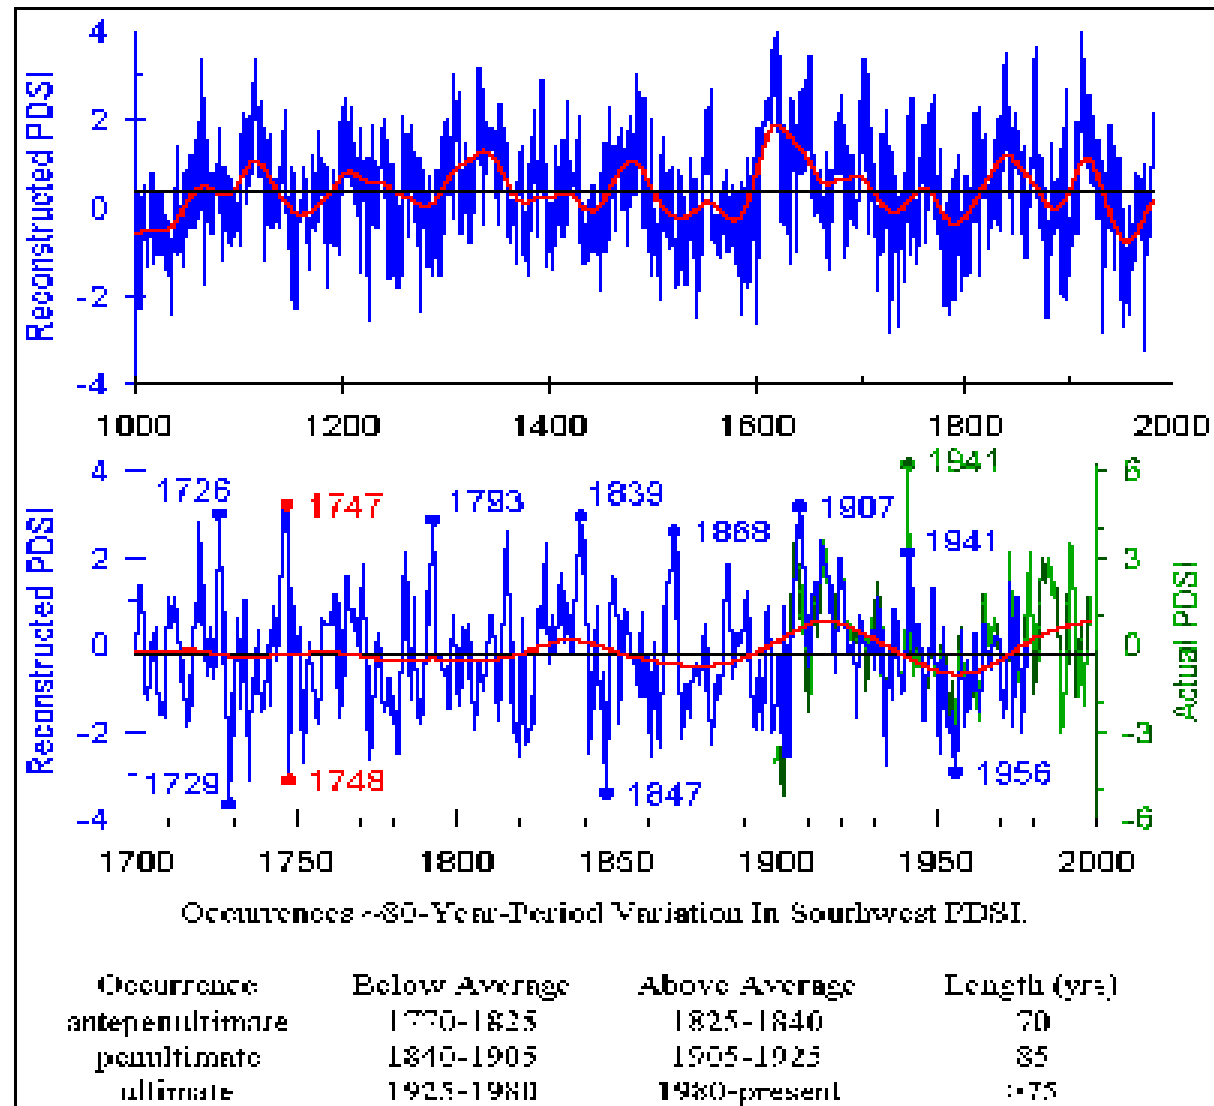 Reconstructed PDSI
4
2
0
-2
-4
1000 1200 1400 1600 1800 2000
Reconstructed PDSI
4
2
0
-2
-4
1726
1747
1793
1839
1868
1907
1941
1941
1729
1748
1847
1956
6
3
0
-3
-6
Actual PDSI
1700 1750 1800 1850 1900 1950 2000
Occurrences ~80-Year-Period Variation In Southwest PDSI.
Occurrence Below Average Above Average Length (yrs)
antepenultimate 1770-1825 1825-1840 70
penultimate 1840-1905 1905-1925 85
ultimate 1925-1980 1980-present >75